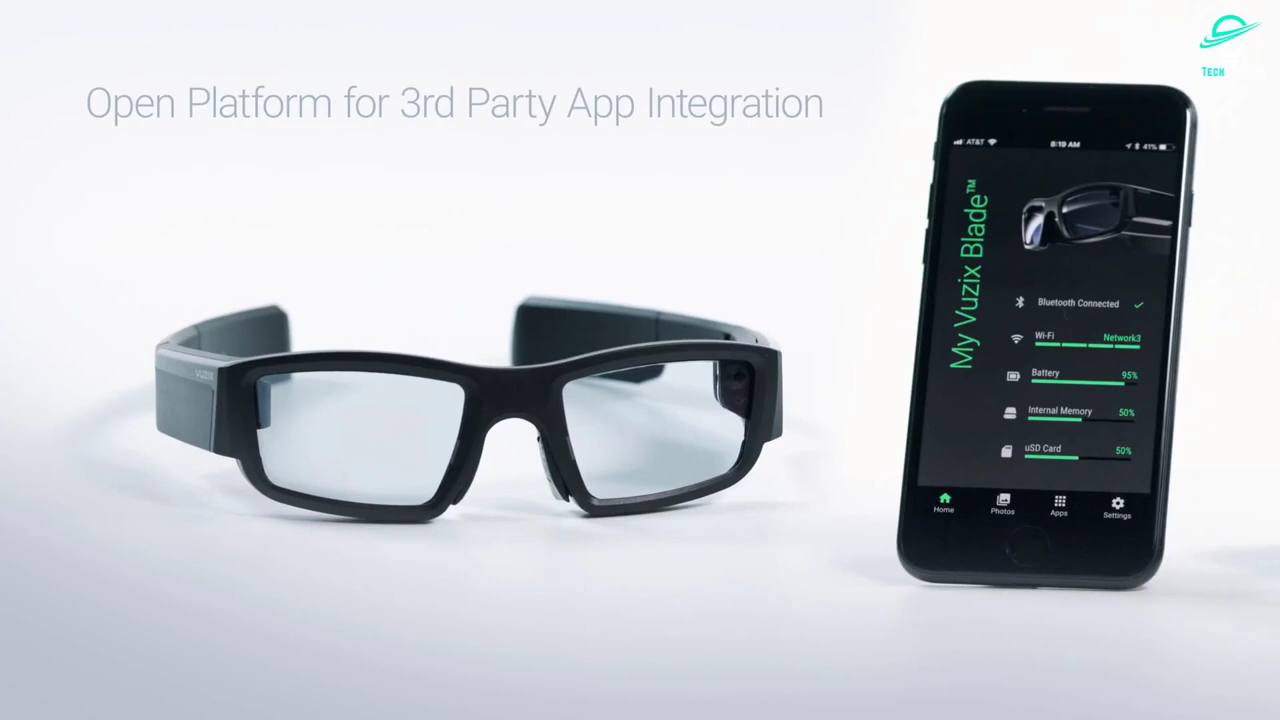 Open Platform for 3rd Party App Integration
TECH
AT&T
8:19 AM
41%
My Vuzix Blade™
Bluetooth Connected
Wi-Fi
Network3
Battery
95%
Internal Memory
50%
uSD Card
50%
Home
Photos
Apps
Settings
VUZIX